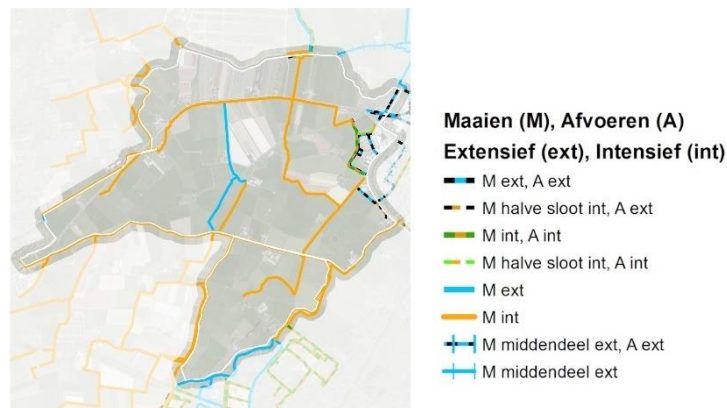 Maaien (M), Afvoeren (A)
Extensief (ext), Intensief (int)
M ext, A ext
M halve sloot int, A ext
M int, A int
M halve sloot int, A int
M ext
M int
M middendeel ext, A ext
M middendeel ext